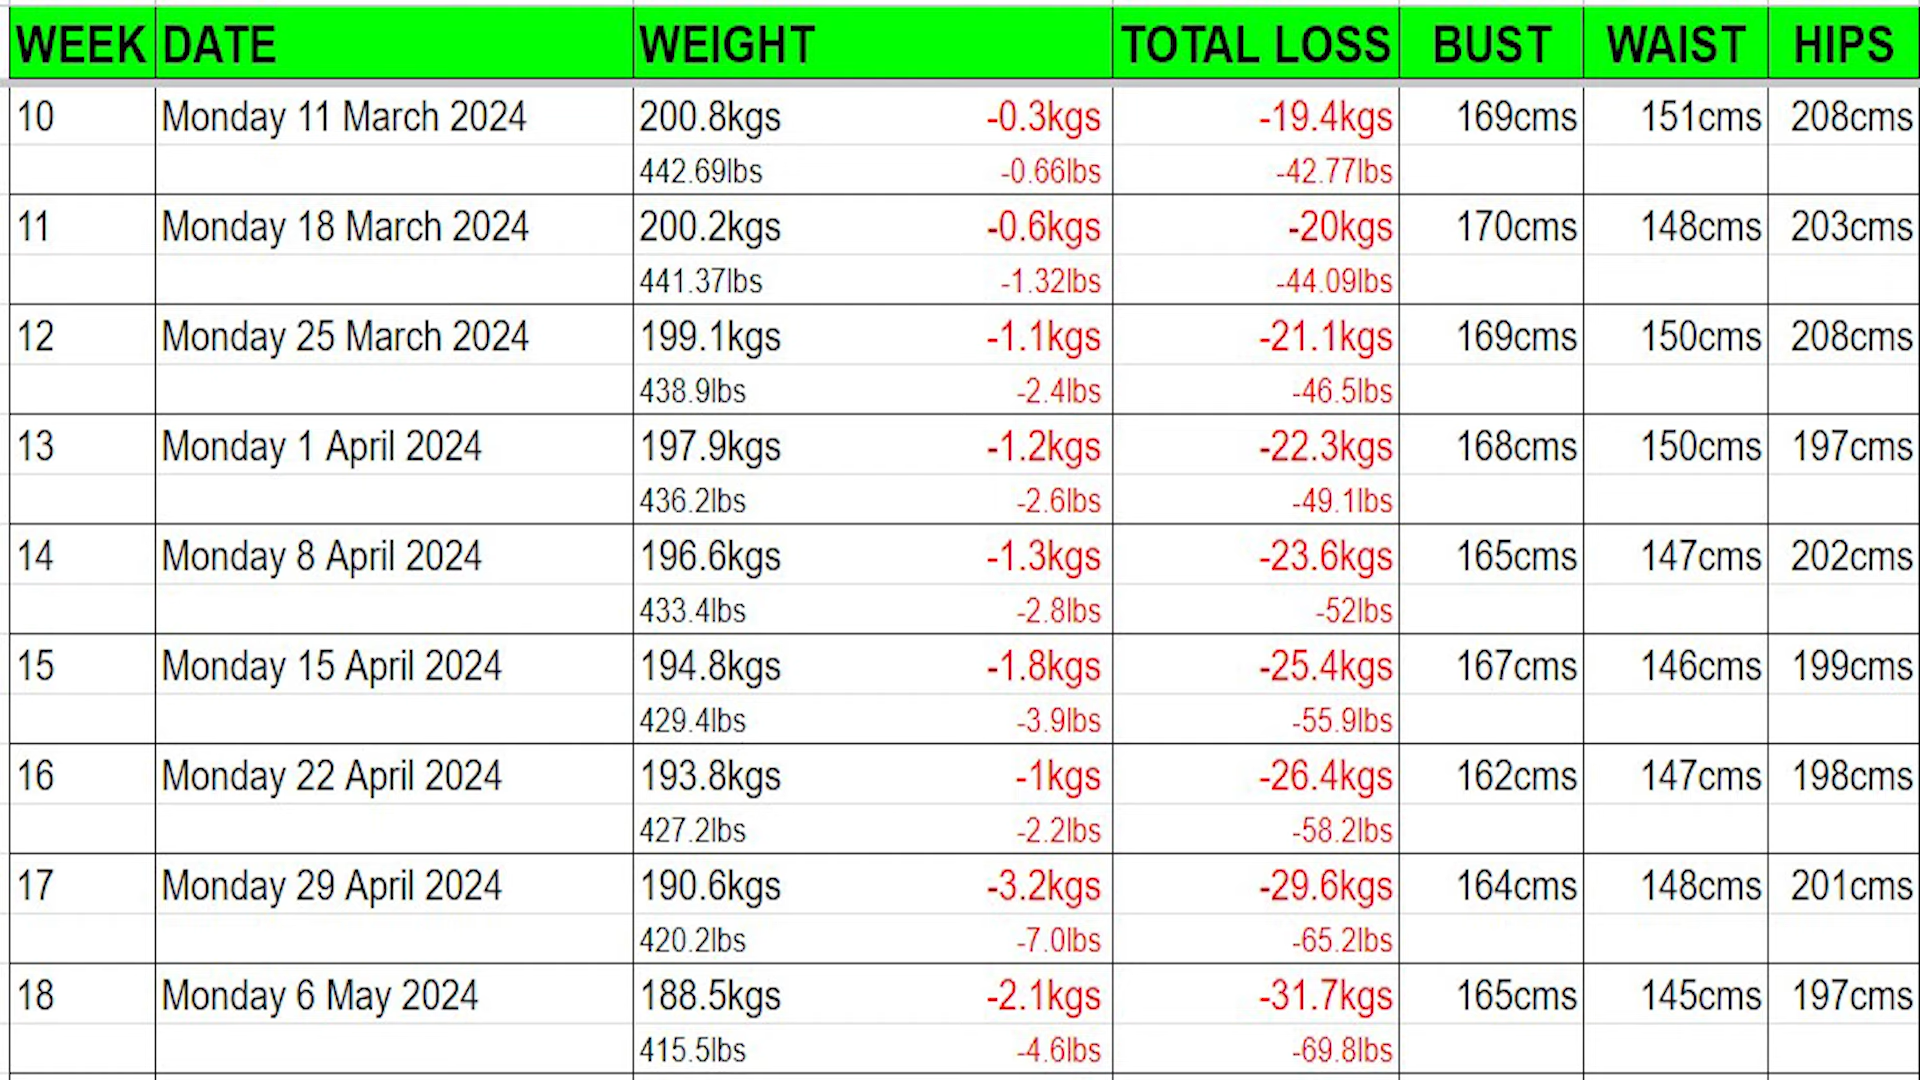 WEEK DATE WEIGHT TOTAL LOSS BUST WAIST HIPS
10 Monday 11 March 2024 200.8kgs -0.3kgs -19.4kgs 169cms 151cms 208cms
442.69lbs -0.66lbs -42.77lbs
11 Monday 18 March 2024 200.2kgs -0.6kgs -20kgs 170cms 148cms 203cms
441.37lbs -1.32lbs -44.09lbs
12 Monday 25 March 2024 199.1kgs -1.1kgs -21.1kgs 169cms 150cms 208cms
438.9lbs -2.4lbs -46.5lbs
13 Monday 1 April 2024 197.9kgs -1.2kgs -22.3kgs 168cms 150cms 197cms
436.2lbs -2.6lbs -49.1lbs
14 Monday 8 April 2024 196.6kgs -1.3kgs -23.6kgs 165cms 147cms 202cms
433.4lbs -2.8lbs -52lbs
15 Monday 15 April 2024 194.8kgs -1.8kgs -25.4kgs 167cms 146cms 199cms
429.4lbs -3.9lbs -55.9lbs
16 Monday 22 April 2024 193.8kgs -1kgs -26.4kgs 162cms 147cms 198cms
427.2lbs -2.2lbs -58.2lbs
17 Monday 29 April 2024 190.6kgs -3.2kgs -29.6kgs 164cms 148cms 201cms
420.2lbs -7.0lbs -65.2lbs
18 Monday 6 May 2024 188.5kgs -2.1kgs -31.7kgs 165cms 145cms 197cms
415.5lbs -4.6lbs -69.8lbs